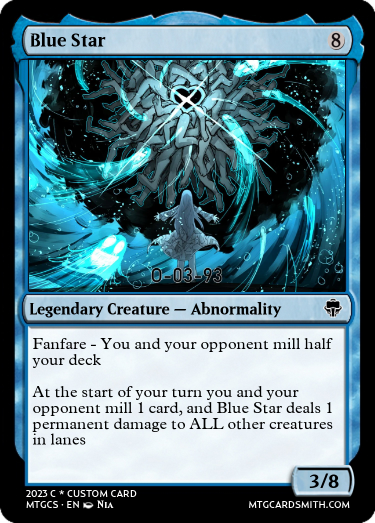 Blue Star
8
O-03-93
Legendary Creature — Abnormality
Fanfare - You and your opponent mill half
your deck
At the start of your turn you and your
opponent mill 1 card, and Blue Star deals 1
permanent damage to ALL other creatures
in lanes
3/8
2023 C * CUSTOM CARD
MTGCS · EN NIA
MTGCARDSMITH.COM